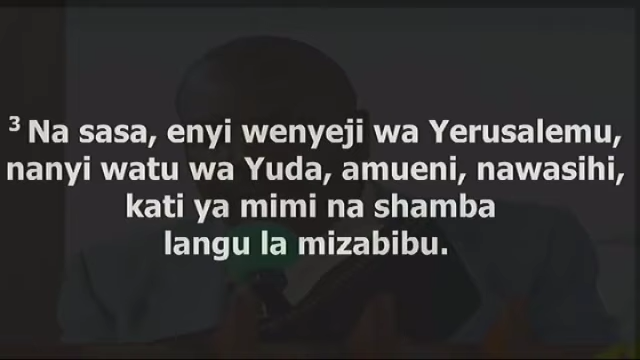 3 Na sasa, enyi wenyeji wa Yerusalemu,
nanyi watu wa Yuda, amueni, nawasihi,
kati ya mimi na shamba
langu la mizabibu.